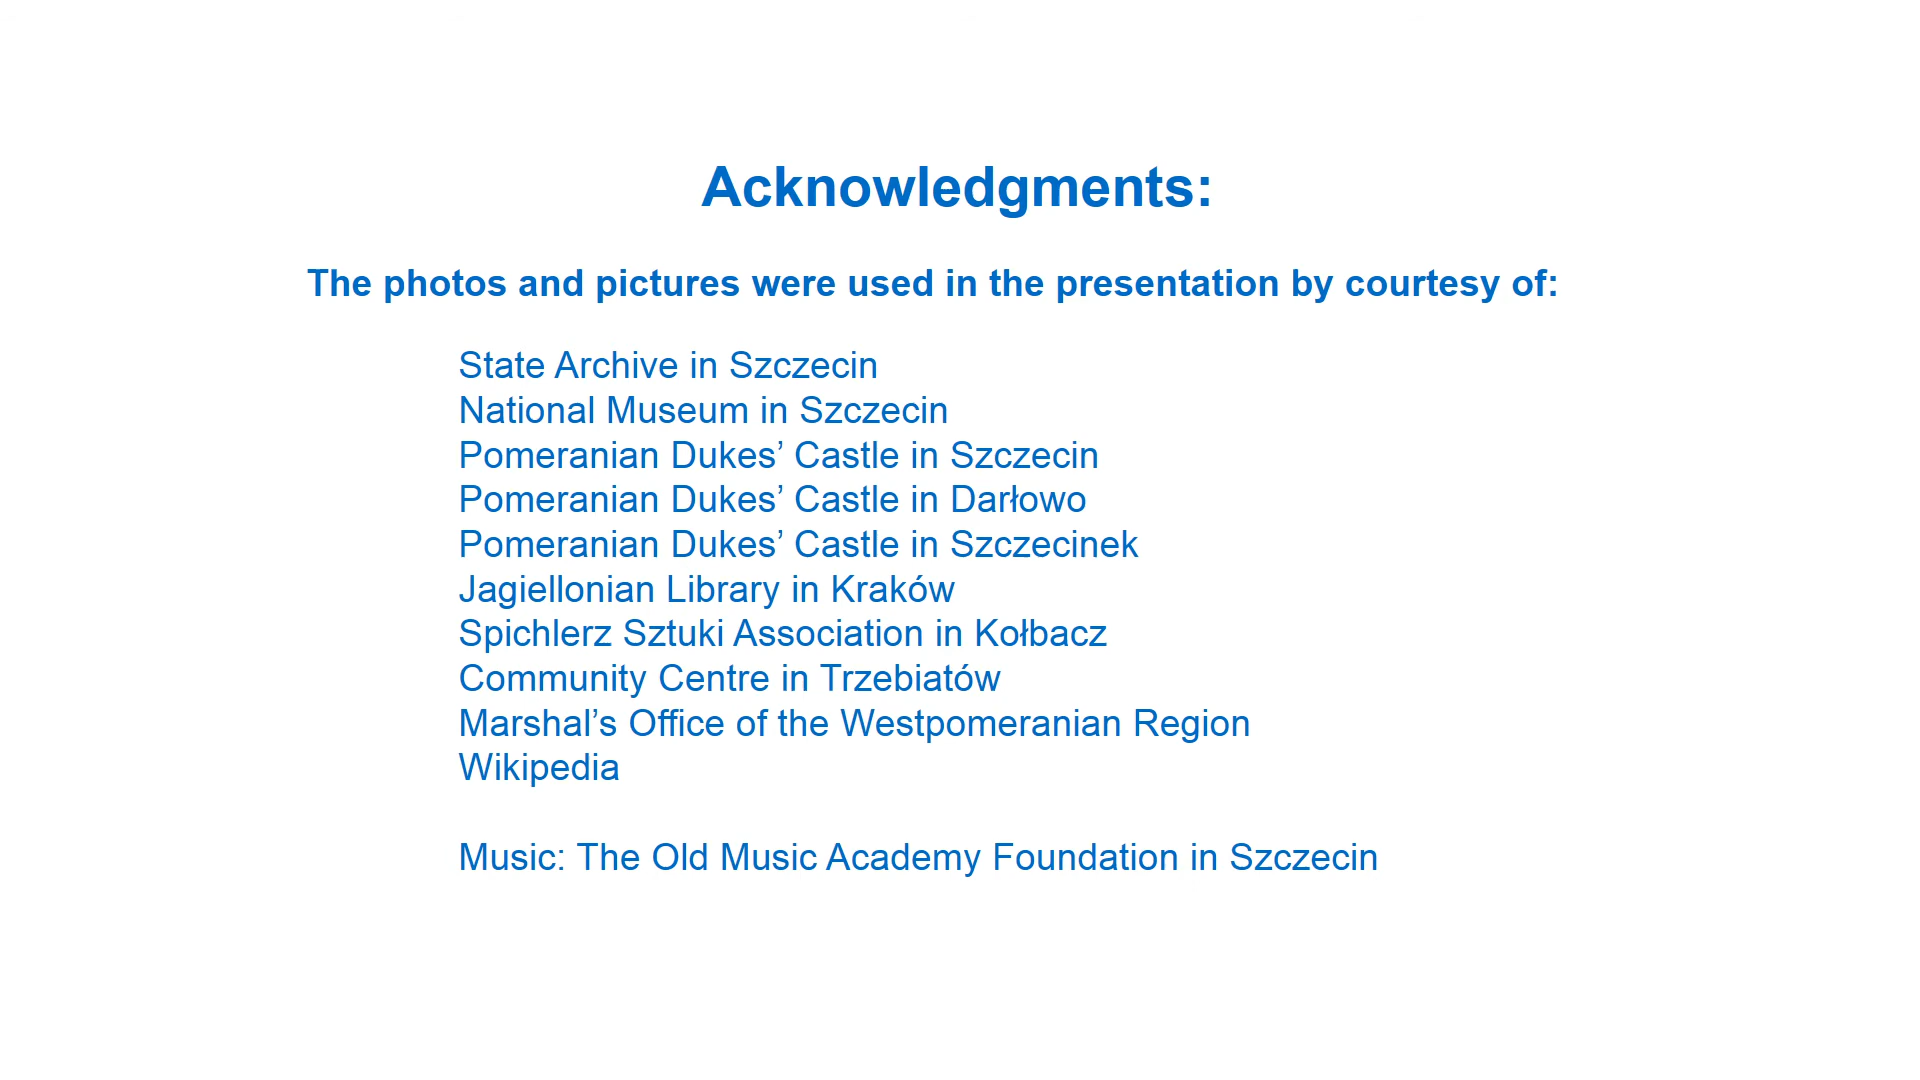 Acknowledgments:
The photos and pictures were used in the presentation by courtesy of:
State Archive in Szczecin
National Museum in Szczecin
Pomeranian Dukes’ Castle in Szczecin
Pomeranian Dukes’ Castle in Darłowo
Pomeranian Dukes’ Castle in Szczecinek
Jagiellonian Library in Kraków
Spichlerz Sztuki Association in Kołbacz
Community Centre in Trzebiatów
Marshal’s Office of the Westpomeranian Region
Wikipedia
Music: The Old Music Academy Foundation in Szczecin